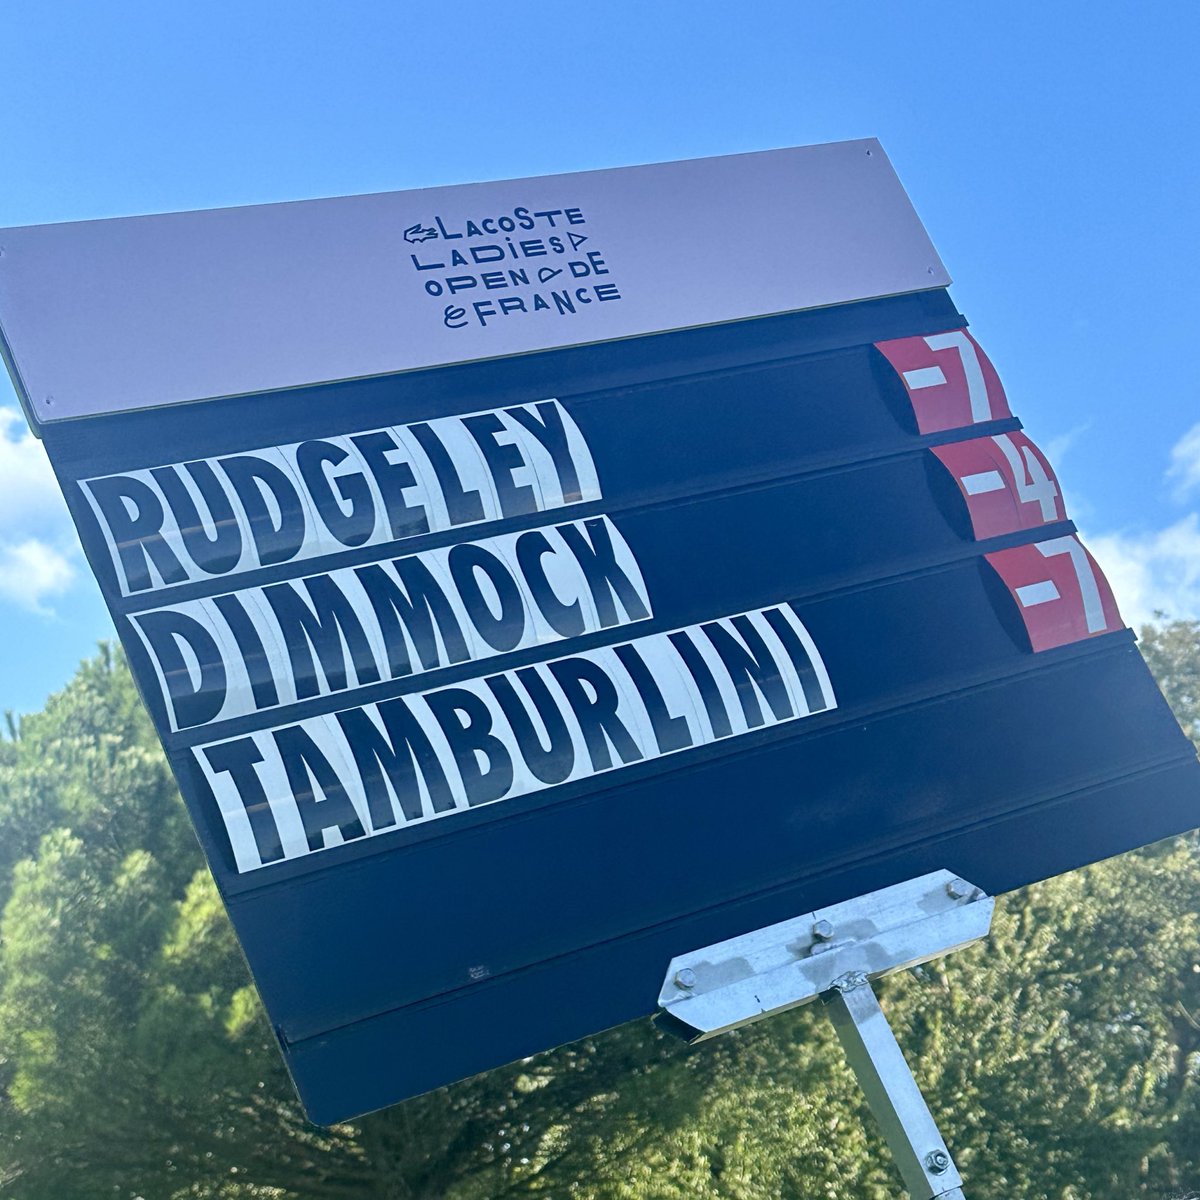 LACOSTE
LADIES
OPEN DE
FRANCE
RUDGELEY -7
DIMMOCK -4
TAMBURLINI -7